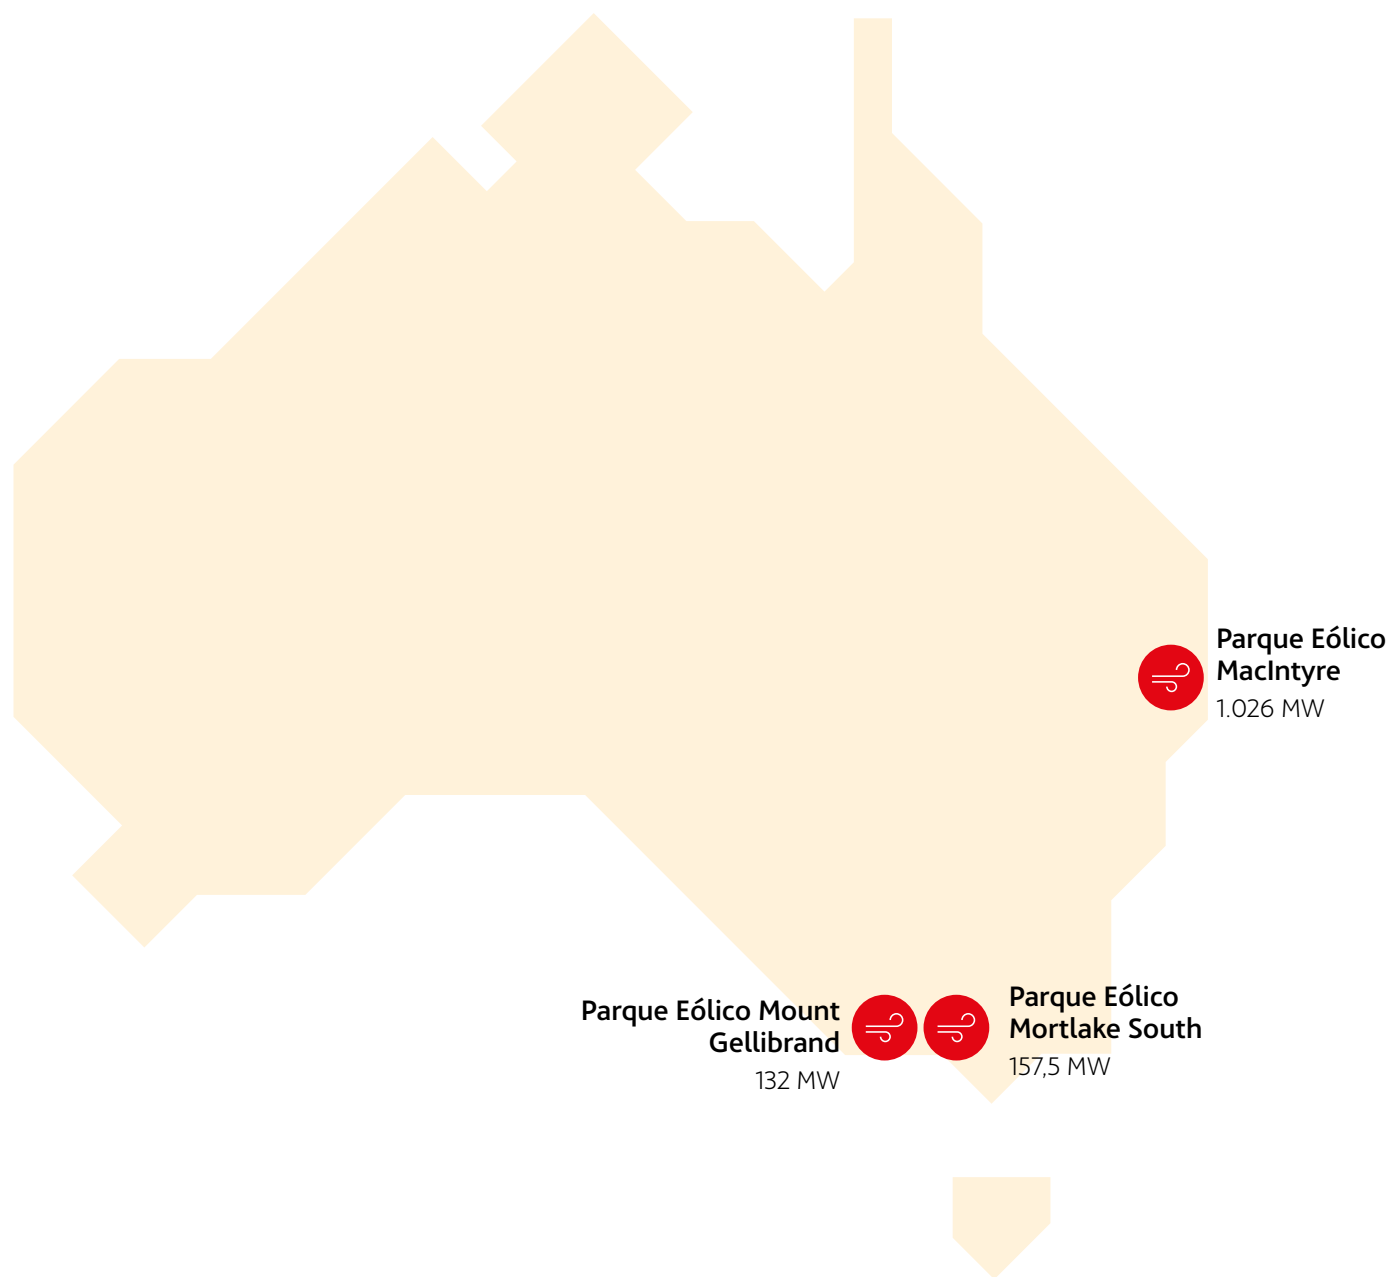 Parque Eólico
MacIntyre
1.026 MW
Parque Eólico Mount
Gellibrand
132 MW
Parque Eólico
Mortlake South
157,5 MW